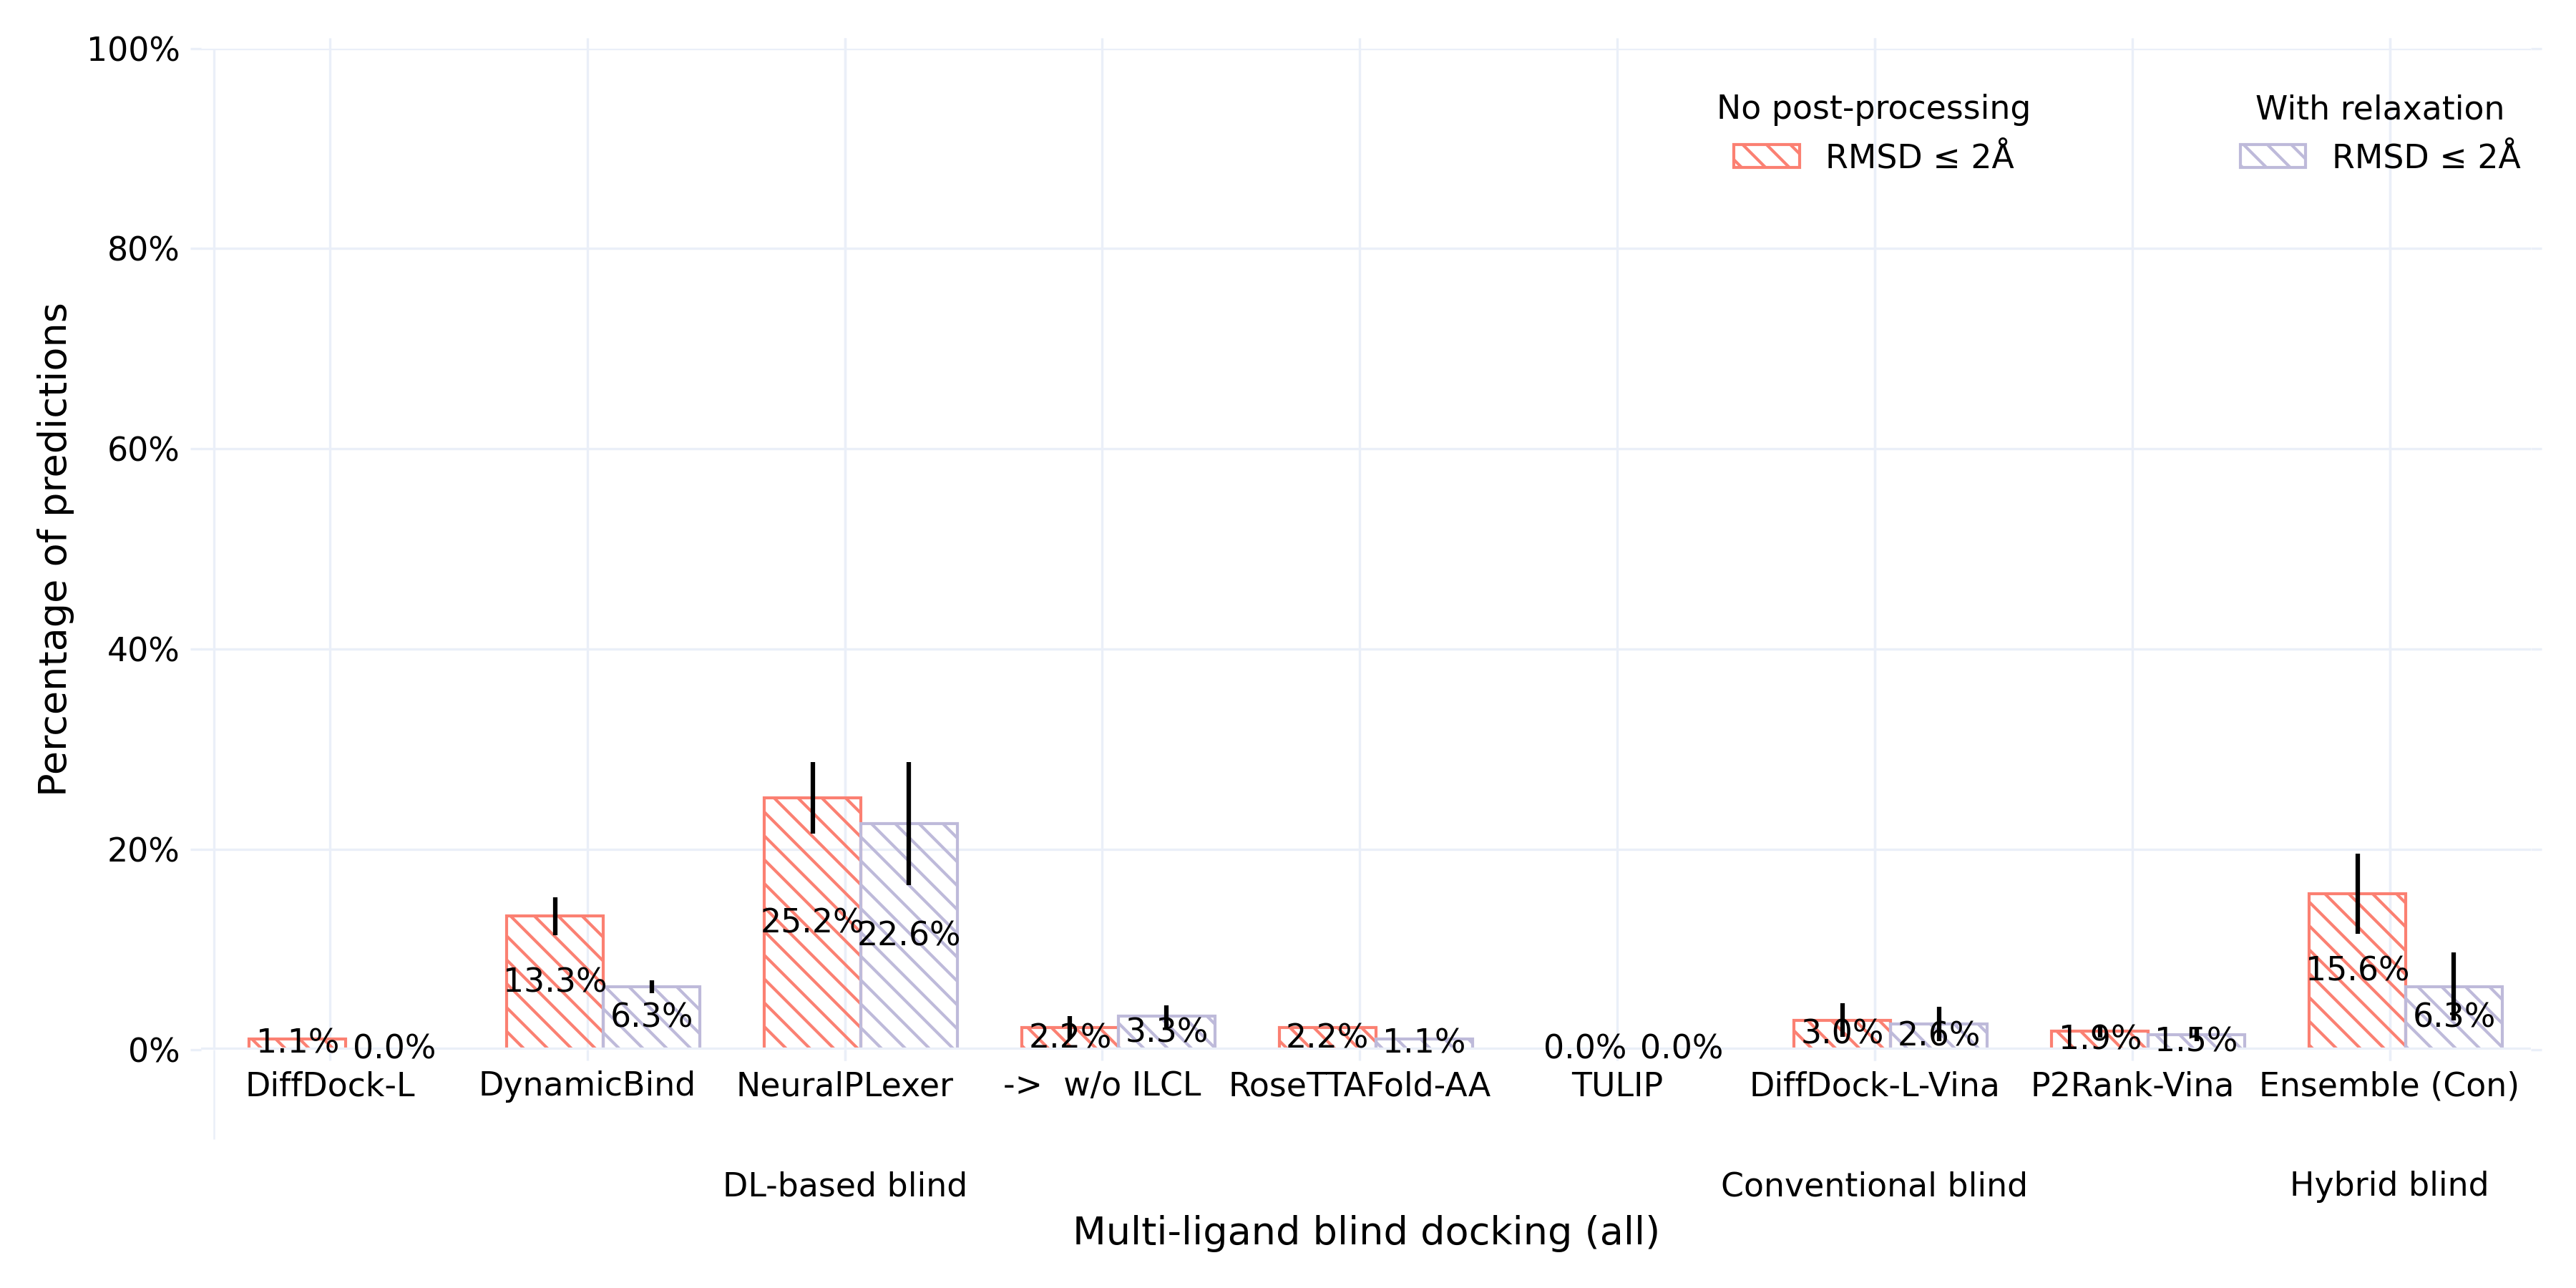 100%
80%
60%
40%
20%
0%
Percentage of predictions
No post-processing
RMSD ≤ 2Å
With relaxation
RMSD ≤ 2Å
1.1% 0.0%
13.3% 6.3%
25.2% 22.6%
2.2% 3.3%
2.2% 1.1%
0.0% 0.0%
3.0% 2.6%
1.9% 1.5%
15.6% 6.3%
DiffDock-L DynamicBind NeuralPLexer -> w/o ILCL RoseTTAFold-AA TULIP DiffDock-L-Vina P2Rank-Vina Ensemble (Con)
DL-based blind Conventional blind Hybrid blind
Multi-ligand blind docking (all)